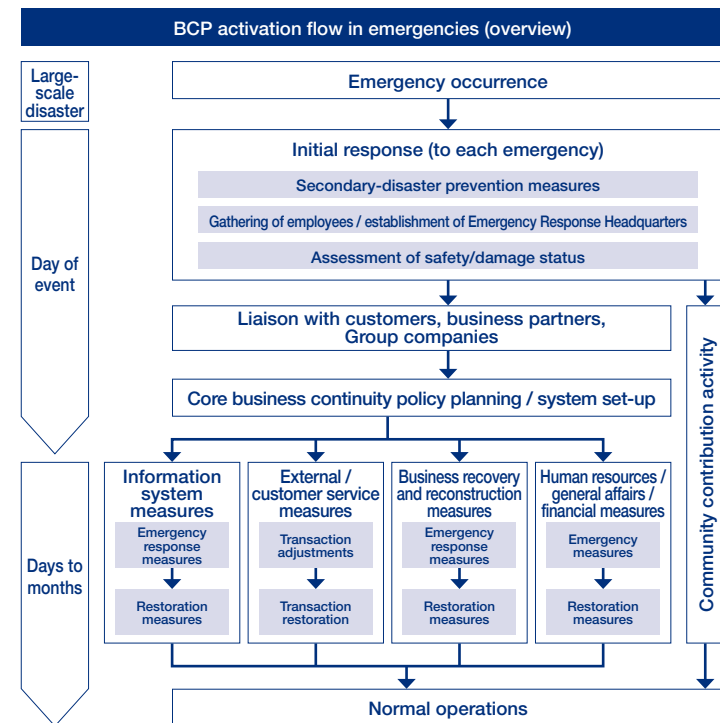 BCP activation flow in emergencies (overview)
Large-
scale
disaster
Emergency occurrence
Day of
event
Initial response (to each emergency)
Secondary-disaster prevention measures
Gathering of employees / establishment of Emergency Response Headquarters
Assessment of safety/damage status
Liaison with customers, business partners,
Group companies
Core business continuity policy planning / system set-up
Community contribution activity
Days to
months
Information
system
measures
Emergency
response
measures
Restoration
measures
External /
customer service
measures
Transaction
adjustments
Transaction
restoration
Business recovery
and reconstruction
measures
Emergency
response
measures
Restoration
measures
Human resources /
general affairs /
financial measures
Emergency
measures
Restoration
measures
Normal operations